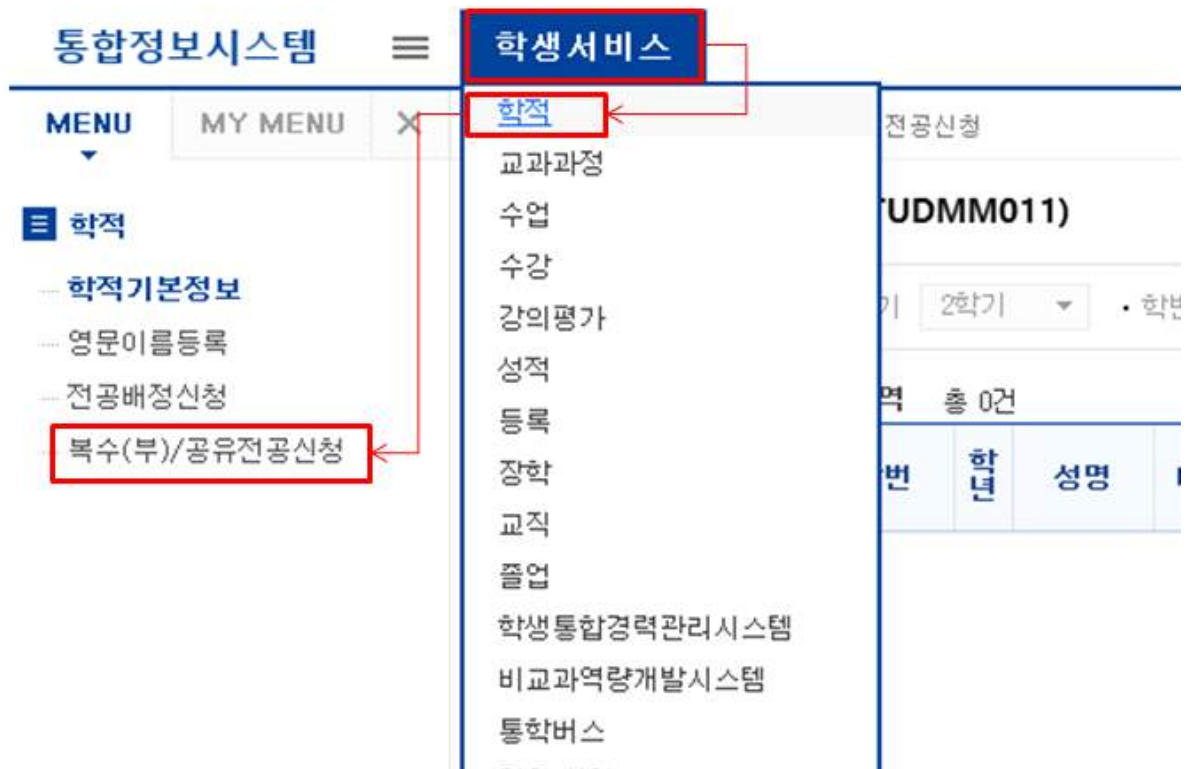 통합정보시스템
학생서비스
MENU
MY MENU
학적
학적기본정보
영문이름등록
전공배정신청
복수(부)/공유전공신청
학적
교과과정
수업
수강
강의평가
성적
등록
장학
교직
졸업
학생통합경력관리시스템
비교과역량개발시스템
통학버스
전공신청
UDMM011)
기 2학기 • 학번
역 총 0건
번 학년 성명